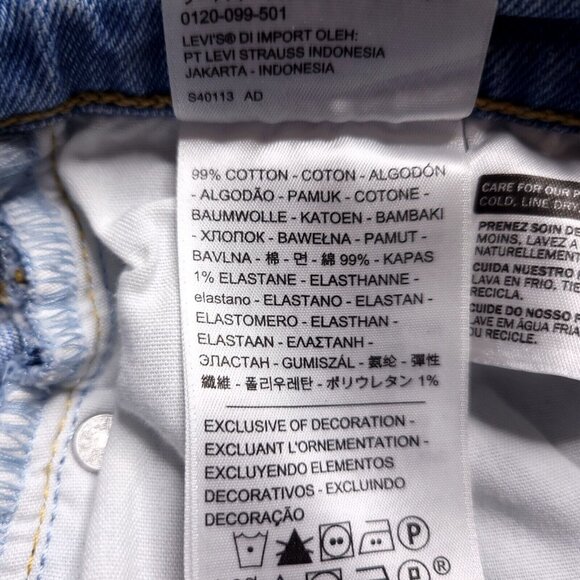 0120-099-501
LEVI'S® DI IMPORT OLEH:
PT LEVI STRAUSS INDONESIA
JAKARTA - INDONESIA
S40113 AD
99% COTTON - COTON - ALGODÓN
- ALGODÃO - PAMUK - COTONE -
BAUMWOLLE - KATOEN - BAMBAKI
- ХЛОПОК - BAWEŁNA - PAMUT -
BAVLNA - 棉 - 면 - 綿 99% - KAPAS
1% ELASTANE - ELASTHANNE -
elastano - ELASTANO - ELASTAN -
ELASTOMERO - ELASTHAN -
ELASTAAN - ΕΛΑΣΤΑΝΗ -
ЭЛАСТАН - GUMISZÁL - 氨纶 - 彈性
纖維 - 폴리우레탄 - ポリウレタン 1%
EXCLUSIVE OF DECORATION -
EXCLUANT L'ORNEMENTATION -
EXCLUYENDO ELEMENTOS
DECORATIVOS - EXCLUINDO
DECORAÇÃO
P
®
CARE FOR OUR P
COLD, LINE DRY
PRENEZ SOIN DE
MOINS, LAVEZ A
NATURELLEMENT
CUIDA NUESTRO
LAVA EN FRIO, TIE
RECICLA.
CUIDE DO NOSSO
LAVE EM ÁGUA FRIA
OU RECICLE.